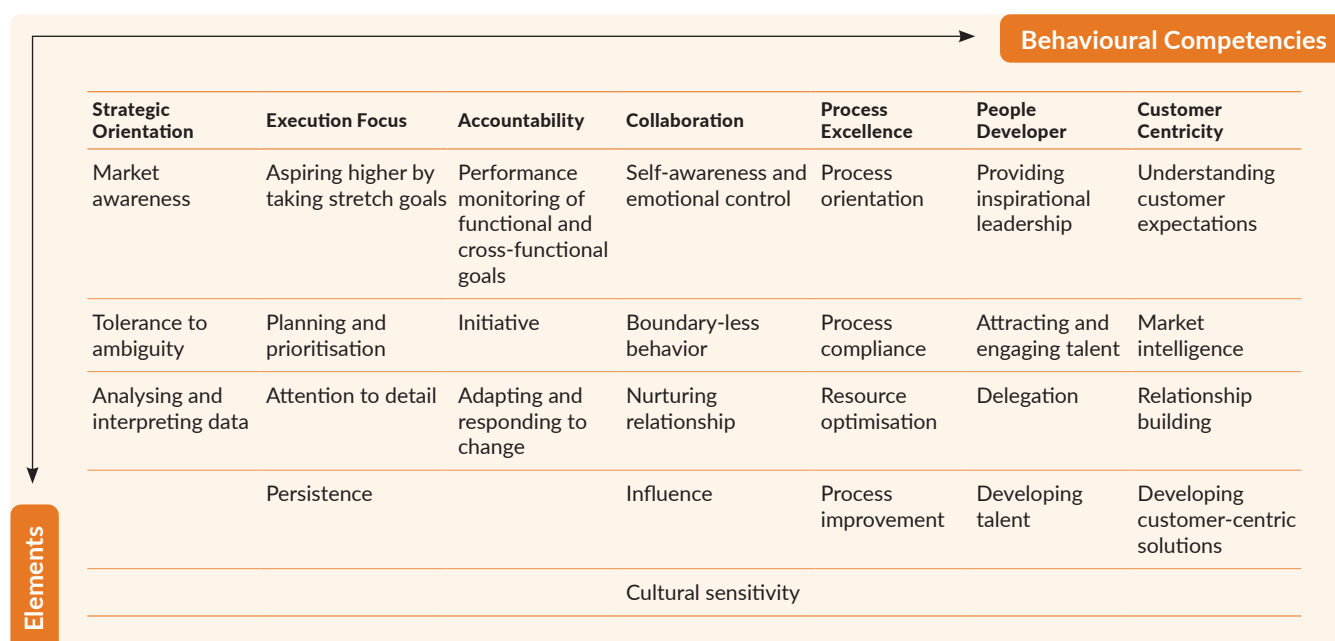 Behavioural Competencies
Strategic Orientation
Execution Focus
Accountability
Collaboration
Process Excellence
People Developer
Customer Centricity
Market awareness
Aspiring higher by taking stretch goals
Performance monitoring of functional and cross-functional goals
Self-awareness and emotional control
Process orientation
Providing inspirational leadership
Understanding customer expectations
Tolerance to ambiguity
Planning and prioritisation
Initiative
Boundary-less behavior
Process compliance
Attracting and engaging talent
Market intelligence
Analysing and interpreting data
Attention to detail
Adapting and responding to change
Nurturing relationship
Resource optimisation
Delegation
Relationship building
Persistence
Influence
Process improvement
Developing talent
Developing customer-centric solutions
Cultural sensitivity
Elements